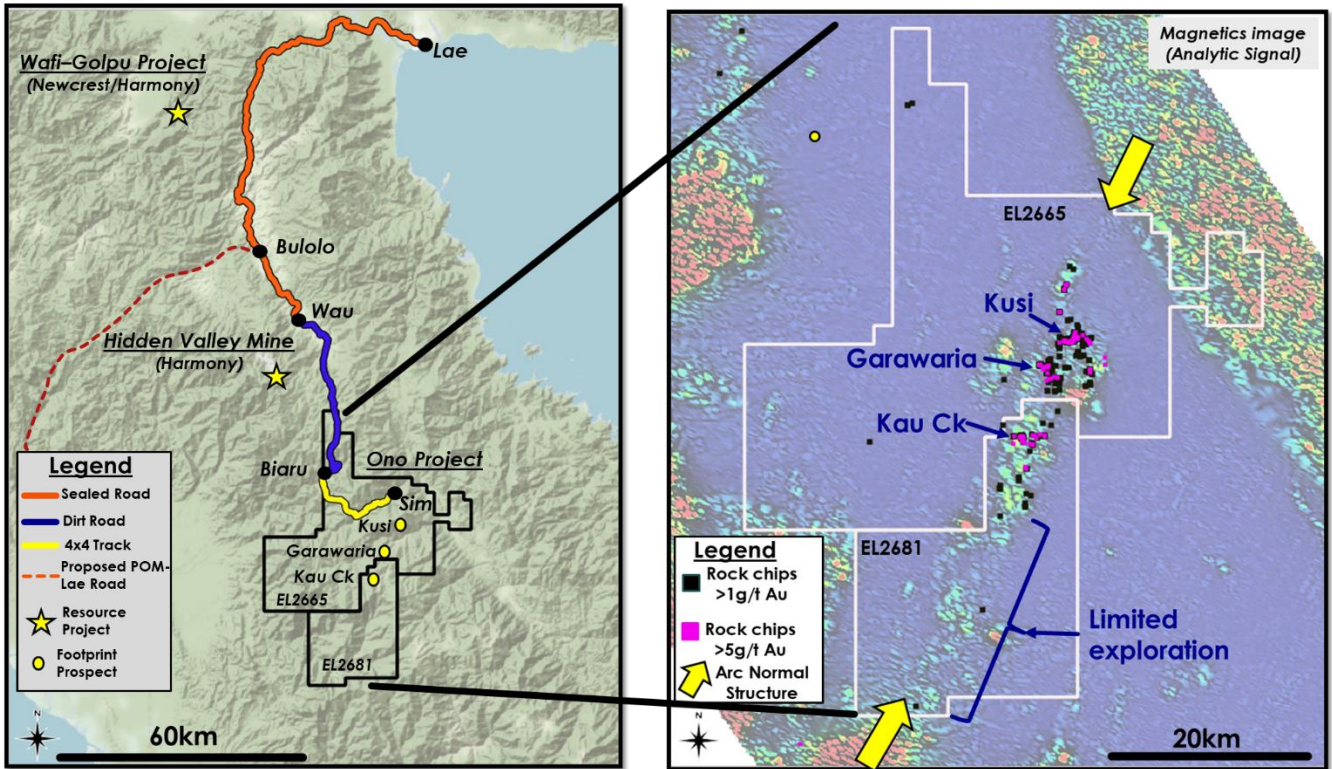 Lae
Wafi–Golpu Project
(Newcrest/Harmony)
Bulolo
Wau
Hidden Valley Mine
(Harmony)
Biaru
Ono Project
Sim
Kusi
Garawaria
Kau Ck
EL2665
EL2681
Legend
Sealed Road
Dirt Road
4x4 Track
Proposed POM-
Lae Road
Resource
Project
Footprint
Prospect
N
60km
Magnetics image
(Analytic Signal)
EL2665
Kusi
Garawaria
Kau Ck
EL2681
Limited
exploration
Legend
Rock chips
>1g/t Au
Rock chips
>5g/t Au
Arc Normal
Structure
N
20km